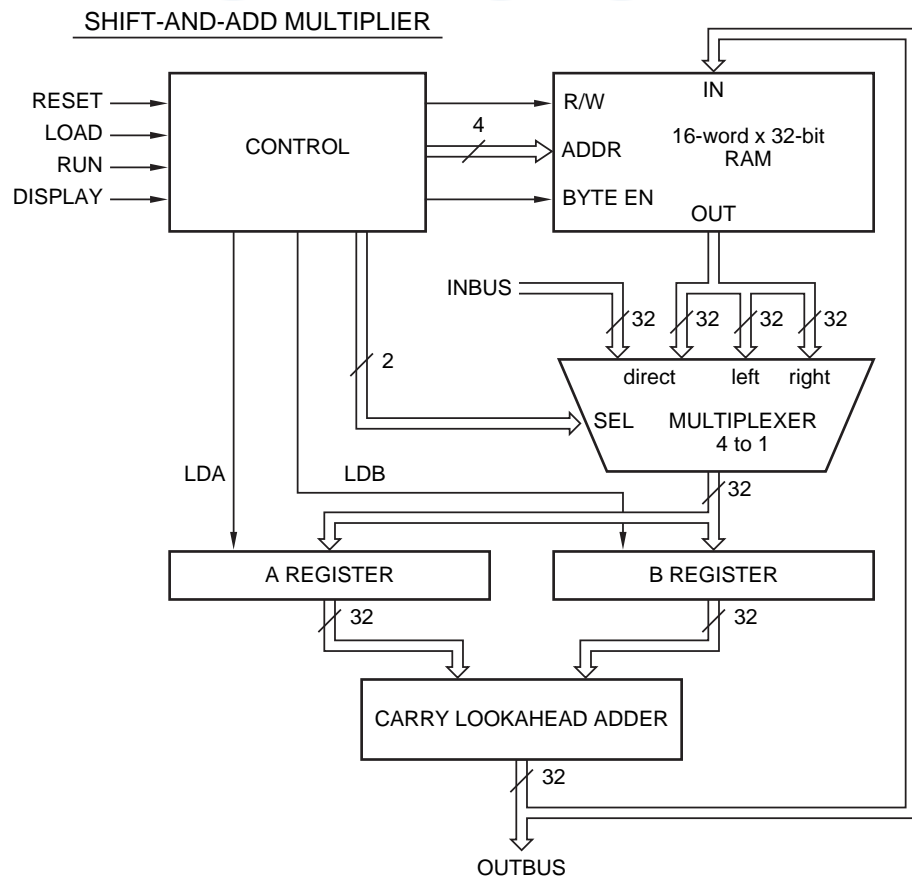 SHIFT-AND-ADD MULTIPLIER
RESET
LOAD
RUN
DISPLAY
CONTROL
4
R/W
ADDR
BYTE EN
IN
16-word x 32-bit
RAM
OUT
INBUS
32
32
32
32
2
direct
left
right
SEL
MULTIPLEXER
4 to 1
LDA
LDB
32
A REGISTER
B REGISTER
32
32
CARRY LOOKAHEAD ADDER
32
OUTBUS